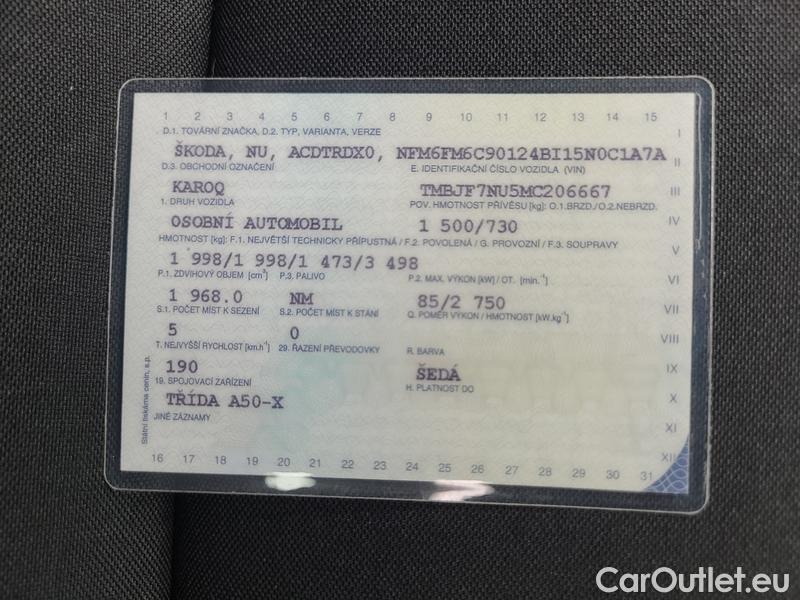 1 2 3 4 5 6 7 8 9 10 11 12 13 14 15
D.1. TOVÁRNÍ ZNAČKA, D.2. TYP, VARIANTA, VERZE I
ŠKODA, NU, ACDTRDX0, NFM6FM6C90124BI15N0C1A7A II
D.3. OBCHODNÍ OZNAČENÍ E. IDENTIFIKAČNÍ ČÍSLO VOZIDLA (VIN)
KAROQ TMBJF7NU5MC206667 III
1. DRUH VOZIDLA POV. HMOTNOST PŘÍVĚSU [kg]: O.1.BRZD./O.2.NEBRZD.
OSOBNÍ AUTOMOBIL 1 500/730 IV
HMOTNOST [kg]: F.1. NEJVĚTŠÍ TECHNICKY PŘÍPUSTNÁ / F.2. POVOLENÁ / G. PROVOZNÍ / F.3. SOUPRAVY V
1 998/1 998/1 473/3 498
P.1. ZDVIHOVÝ OBJEM [cm³] P.3. PALIVO P.2. MAX. VÝKON [kW] / OT. [min.⁻¹] VI
1 968.0 NM 85/2 750
S.1. POČET MÍST K SEZENÍ S.2. POČET MÍST K STÁNÍ Q. POMĚR VÝKON / HMOTNOST [kW.kg⁻¹] VII
5 0
T. NEJVYŠŠÍ RYCHLOST [km.h⁻¹] 29. ŘAZENÍ PŘEVODOVKY R. BARVA VIII
190 ŠEDÁ IX
19. SPOJOVACÍ ZAŘÍZENÍ H. PLATNOST DO
TŘÍDA A50-X X
JINÉ ZÁZNAMY XI
XII
16 17 18 19 20 21 22 23 24 25 26 27 28 29 30 31
Státní tiskárna cenin, s.p.
CarOutlet.eu